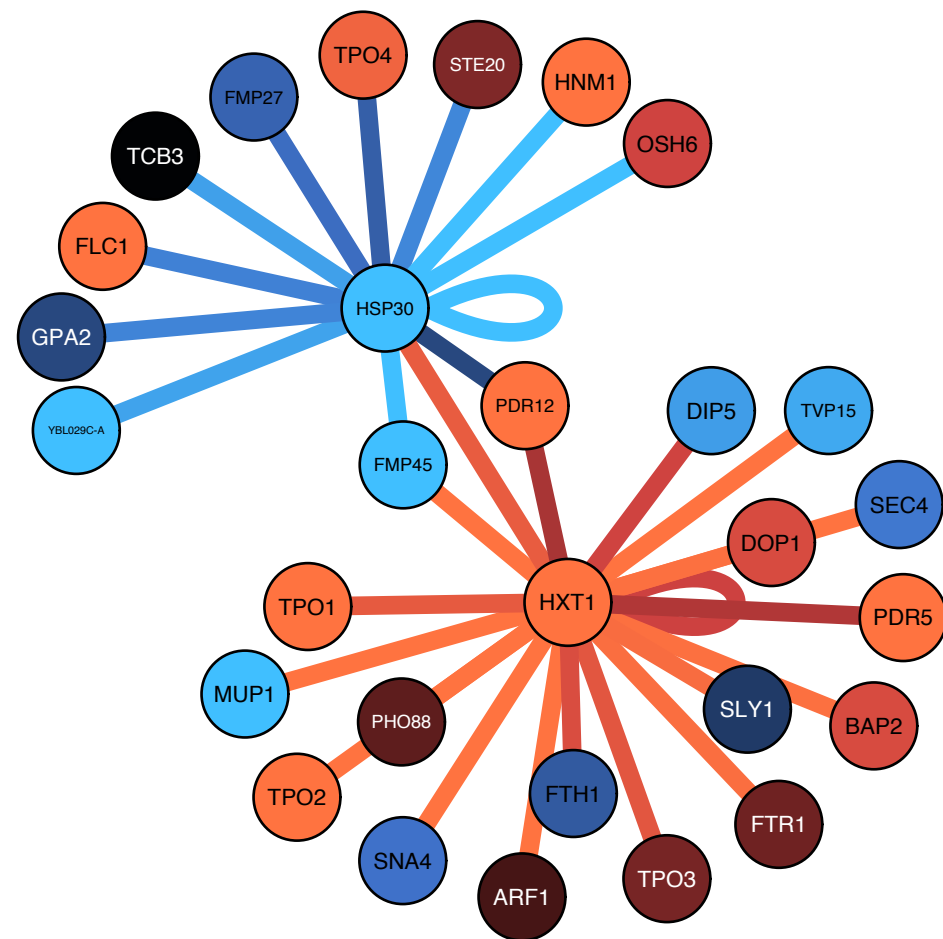 TPO4
STE20
HNM1
FMP27
OSH6
TCB3
FLC1
HSP30
GPA2
PDR12
DIP5
TVP15
YBL029C-A
FMP45
SEC4
DOP1
TPO1
HXT1
PDR5
MUP1
SLY1
PHO88
BAP2
TPO2
FTH1
FTR1
SNA4
TPO3
ARF1